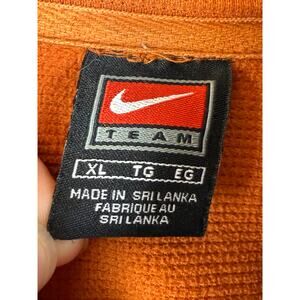 TEAM
XL TG EG
MADE IN SRI LANKA
FABRIQUE AU
SRI LANKA